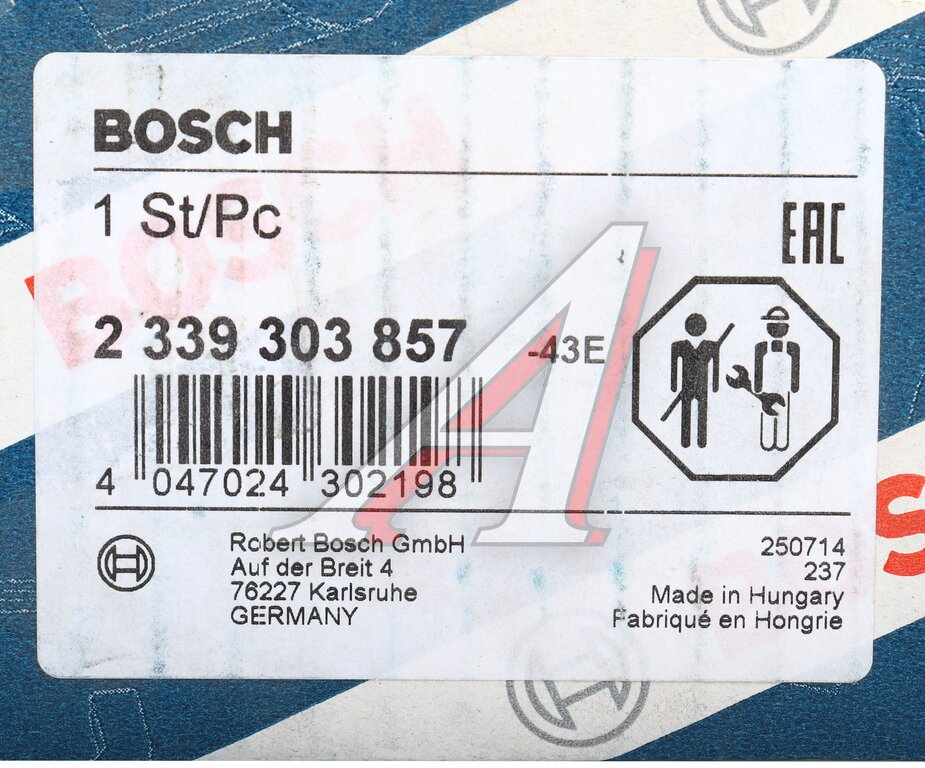 BOSCH
1 St/Pc
EAC
2 339 303 857
-43E
4 047024 302198
Robert Bosch GmbH
Auf der Breit 4
76227 Karlsruhe
GERMANY
250714
237
Made in Hungary
Fabriqué en Hongrie
BOSCH
S